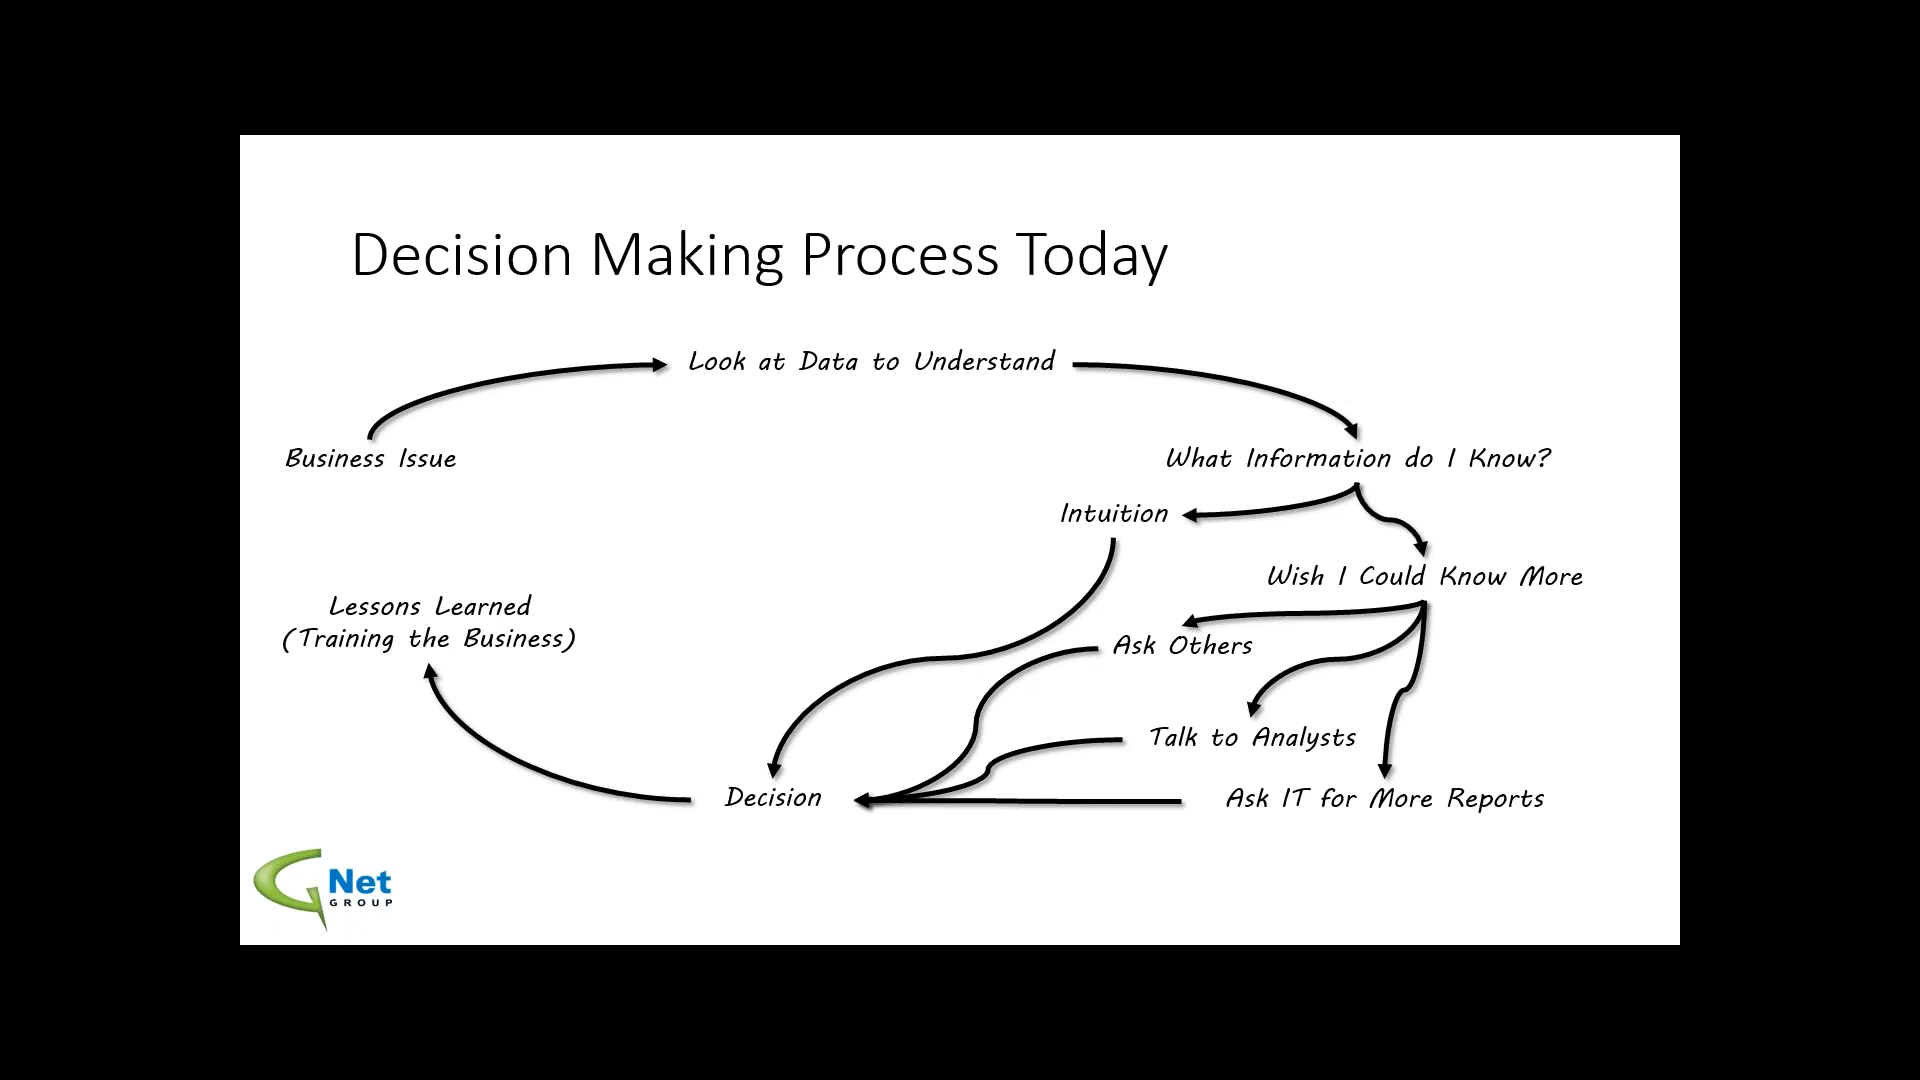 Decision Making Process Today
Look at Data to Understand
Business Issue
What Information do I Know?
Intuition
Wish I Could Know More
Lessons Learned
(Training the Business)
Ask Others
Talk to Analysts
Decision
Ask IT for More Reports
Net
GROUP